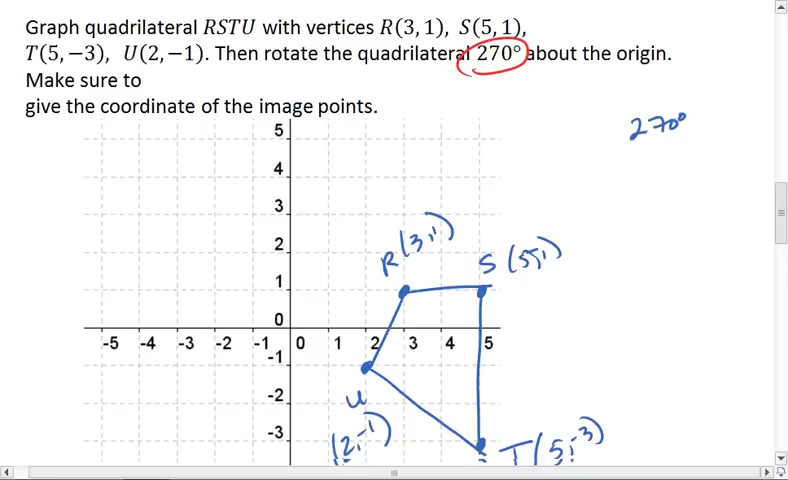 Graph quadrilateral RSTU with vertices R(3, 1), S(5, 1),
T(5, −3), U(2, −1). Then rotate the quadrilateral 270° about the origin.
Make sure to
give the coordinate of the image points.
270°
5
4
3
2
1
0
-5 -4 -3 -2 -1 0 1 2 3 4 5
-1
-2
-3
R (3,1)
S (5,1)
U
(2,-1)
T (5,-3)